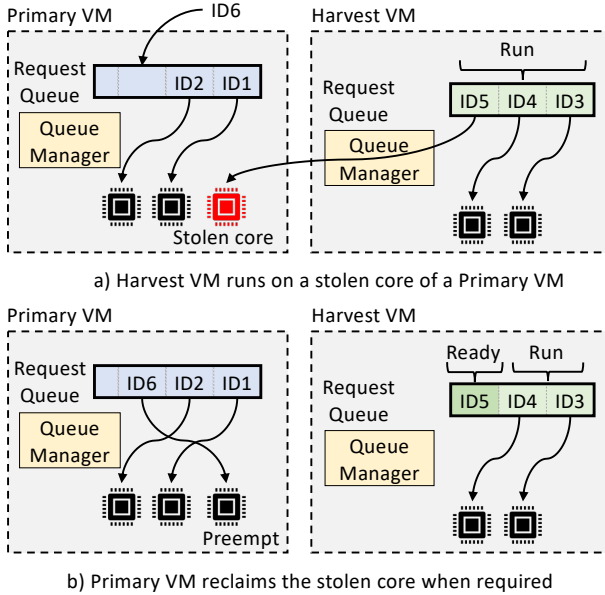 Primary VM
ID6
Request
Queue
ID2 ID1
Queue
Manager
Stolen core
Harvest VM
Run
Request
Queue
ID5 ID4 ID3
Queue
Manager
a) Harvest VM runs on a stolen core of a Primary VM
Primary VM
Request
Queue
ID6 ID2 ID1
Queue
Manager
Preempt
Harvest VM
Ready Run
Request
Queue
ID5 ID4 ID3
Queue
Manager
b) Primary VM reclaims the stolen core when required